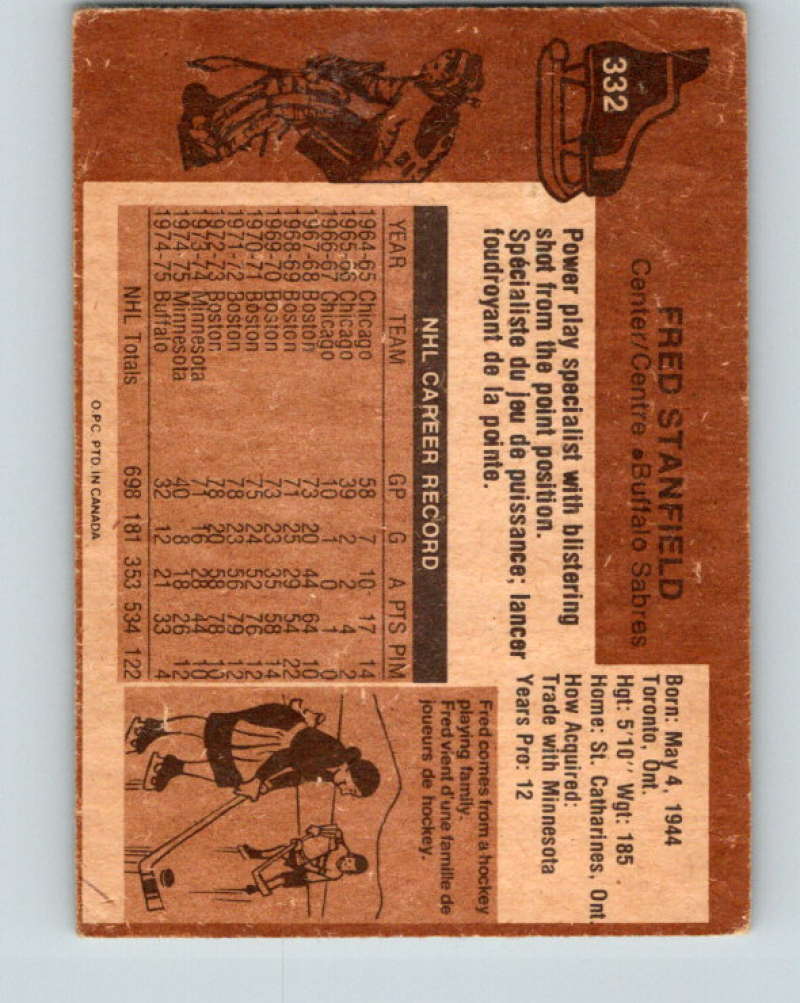 332
FRED STANFIELD
Center/Centre • Buffalo Sabres
Power play specialist with blistering
shot from the point position.
Spécialiste du jeu de puissance; lancer
foudroyant de la pointe.
Born: May 4, 1944
Toronto, Ont.
Hgt: 5'10" Wgt: 185
Home: St. Catharines, Ont.
How Acquired:
Trade with Minnesota
Years Pro: 12
NHL CAREER RECORD
YEAR TEAM GP G A PTS PIM
1964-65 Chicago 58 7 10 17 14
1965-66 Chicago 39 2 2 4 2
1966-67 Chicago 10 1 0 1 0
1967-68 Boston 73 20 44 64 10
1968-69 Boston 71 25 29 54 22
1969-70 Boston 73 23 35 58 14
1970-71 Boston 75 24 52 76 12
1971-72 Boston 78 23 56 79 12
1972-73 Boston 78 20 58 78 10
1973-74 Minnesota 71 16 28 44 10
1974-75 Minnesota 40 8 18 26 12
1974-75 Buffalo 32 12 21 33 4
NHL Totals 698 181 353 534 122
Fred comes from a hockey
playing family.
Fred vient d'une famille de
joueurs de hockey.
O.P.C. PTD. IN CANADA